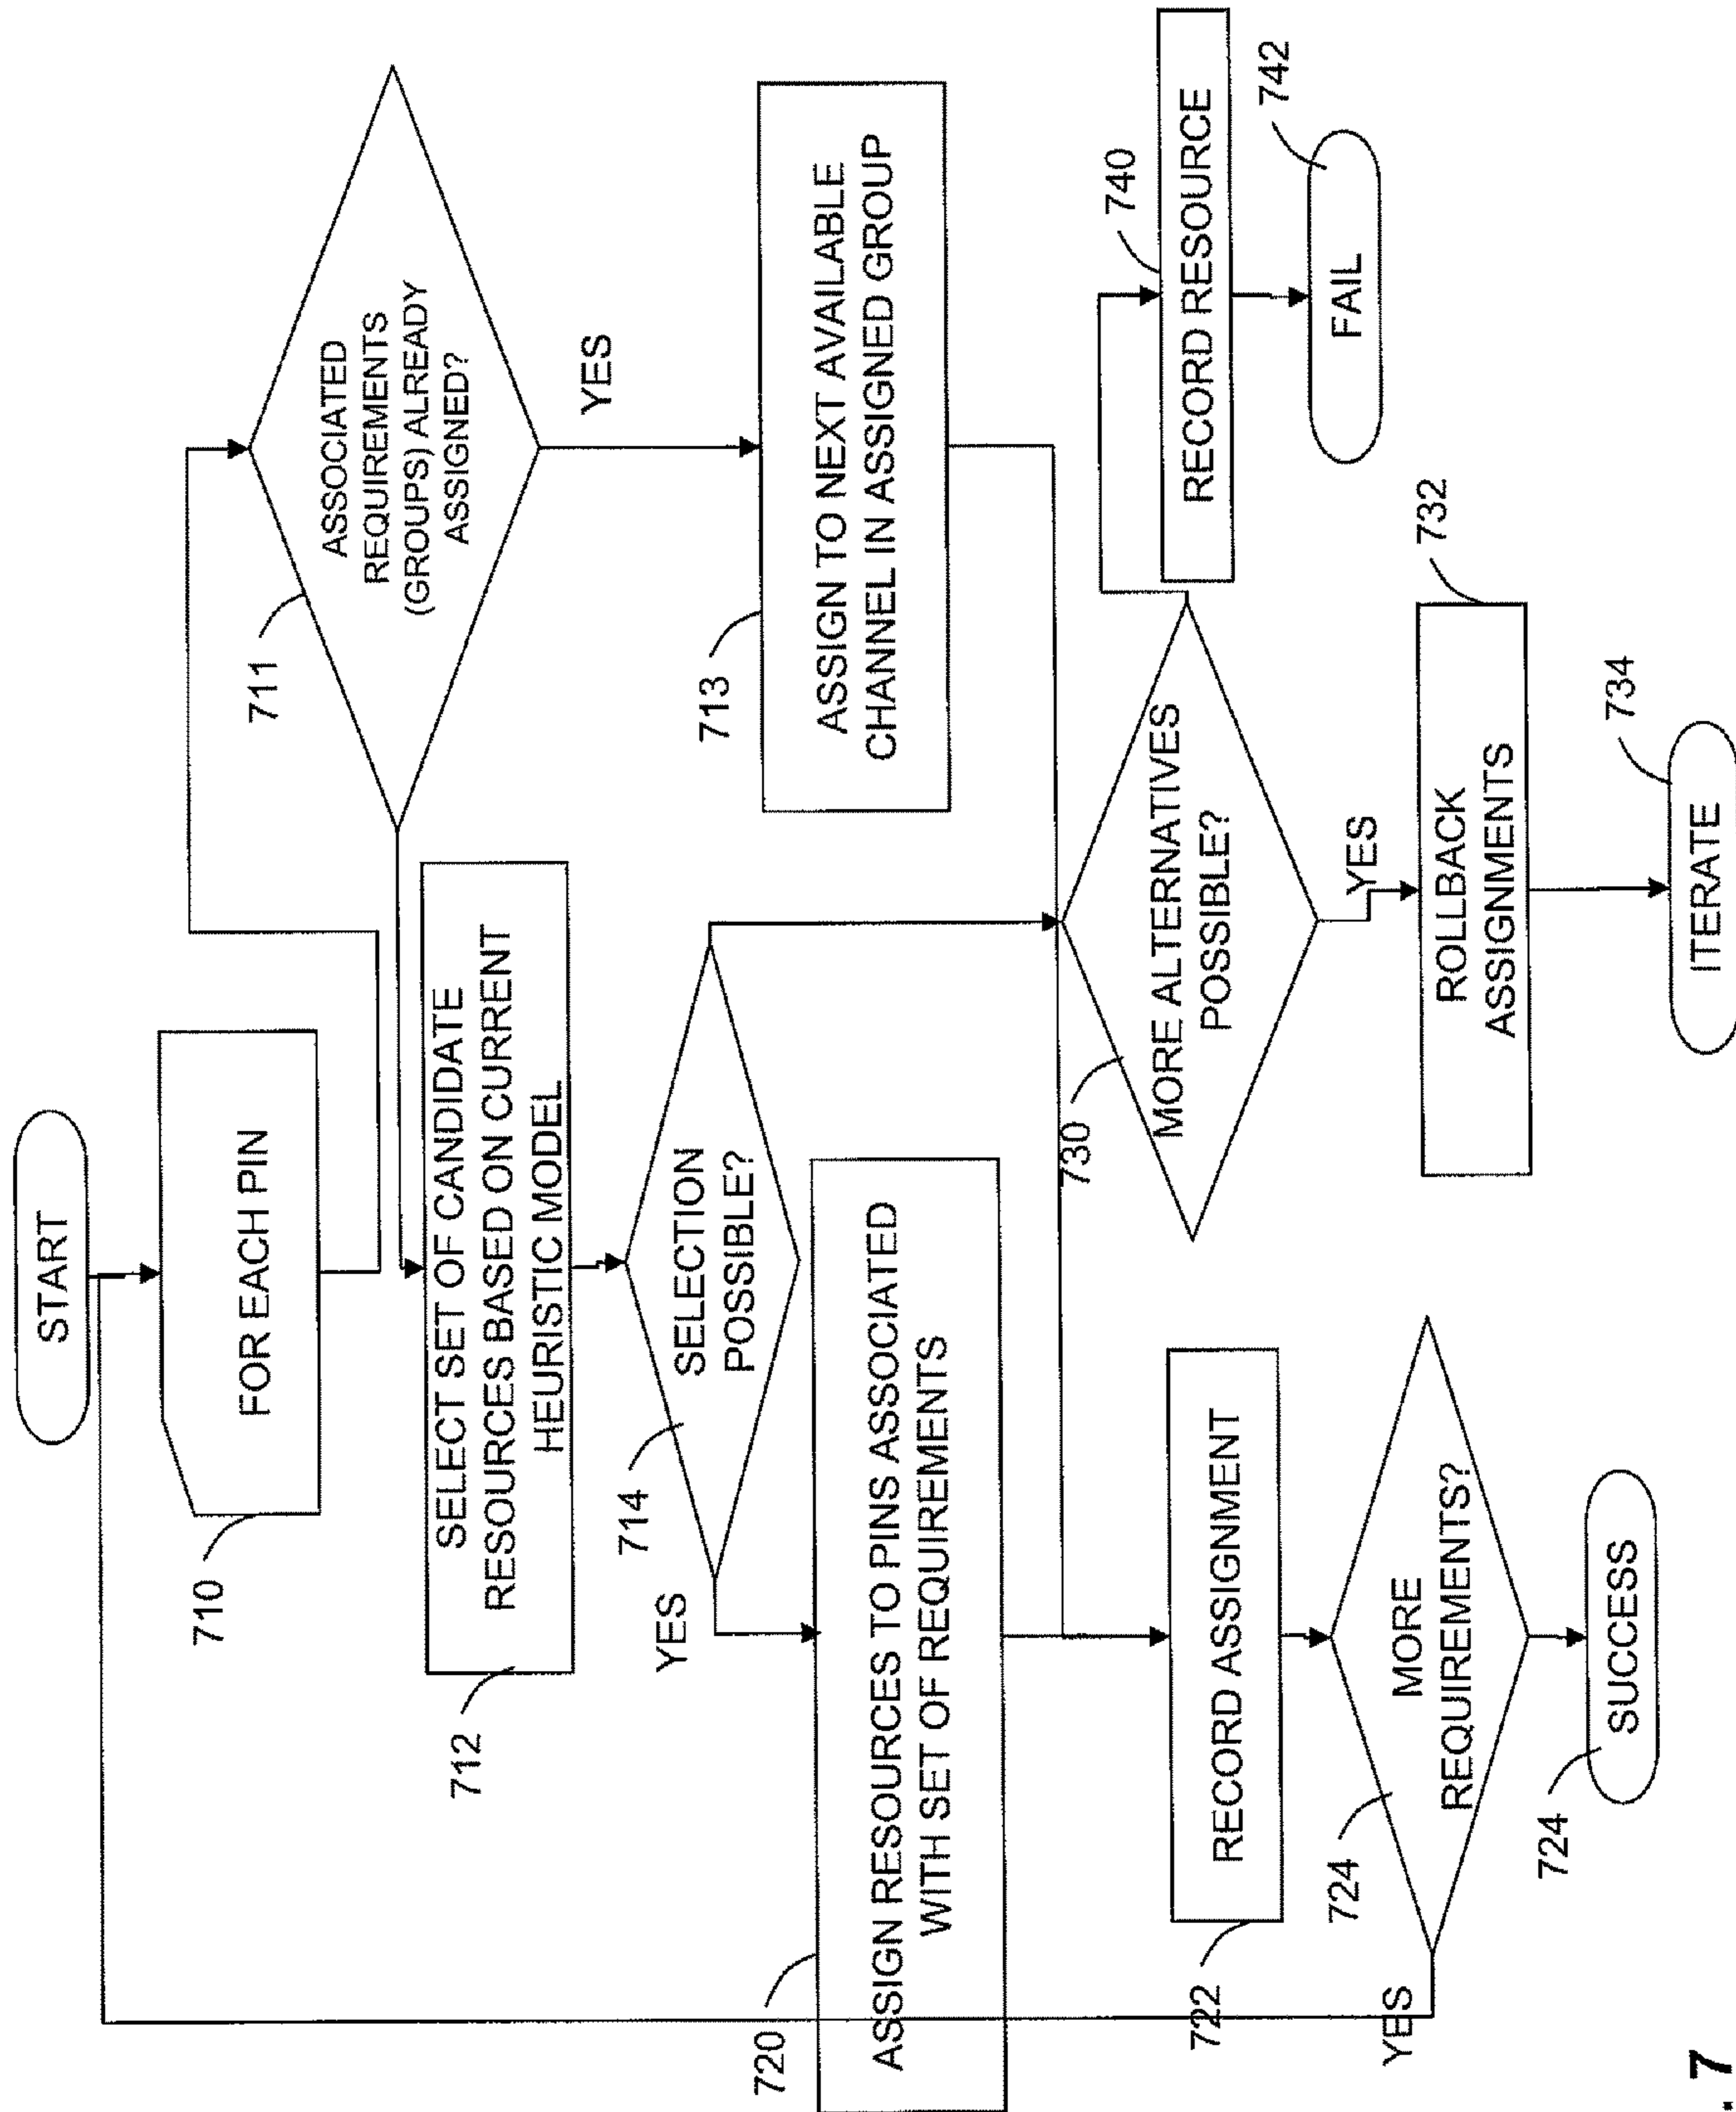 START
FOR EACH PIN
710
ASSOCIATED
REQUIREMENTS
(GROUPS) ALREADY
ASSIGNED?
711
YES
SELECT SET OF CANDIDATE
RESOURCES BASED ON CURRENT
HEURISTIC MODEL
712
ASSIGN TO NEXT AVAILABLE
CHANNEL IN ASSIGNED GROUP
713
SELECTION
POSSIBLE?
714
YES
ASSIGN RESOURCES TO PINS ASSOCIATED
WITH SET OF REQUIREMENTS
720
RECORD ASSIGNMENT
722
MORE
REQUIREMENTS?
724
YES
SUCCESS
724
MORE ALTERNATIVES
POSSIBLE?
730
YES
ROLLBACK
ASSIGNMENTS
732
ITERATE
734
RECORD RESOURCE
740
FAIL
742
. 7